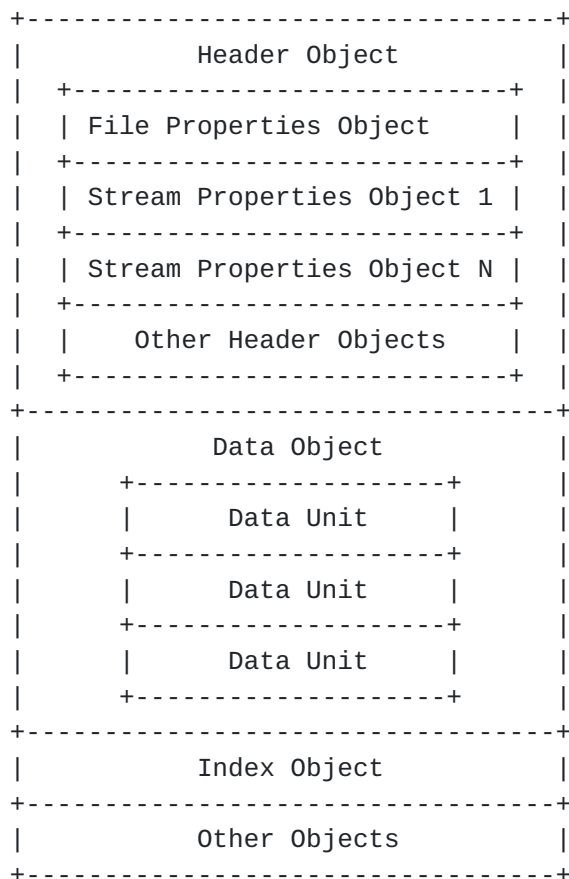 +----------------------------------+
| Header Object |
| +----------------------------+ |
| | File Properties Object | |
| +----------------------------+ |
| | Stream Properties Object 1 | |
| +----------------------------+ |
| | Stream Properties Object N | |
| +----------------------------+ |
| | Other Header Objects | |
| +----------------------------+ |
+----------------------------------+
| Data Object |
| +--------------------+ |
| | Data Unit | |
| +--------------------+ |
| | Data Unit | |
| +--------------------+ |
| | Data Unit | |
| +--------------------+ |
+----------------------------------+
| Index Object |
+----------------------------------+
| Other Objects |
+----------------------------------+